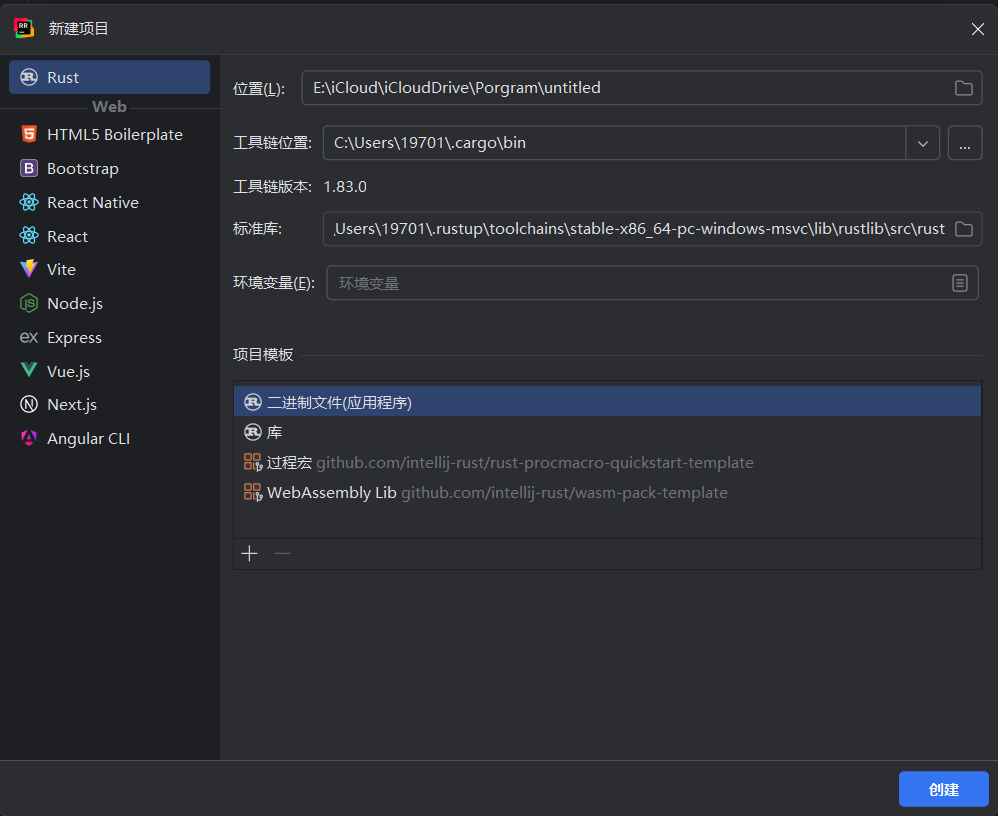 新建项目
Rust
Web
HTML5 Boilerplate
Bootstrap
React Native
React
Vite
Node.js
Express
Vue.js
Next.js
Angular CLI
位置(L): E:\iCloud\iCloudDrive\Porgram\untitled
工具链位置: C:\Users\19701\.cargo\bin ...
工具链版本: 1.83.0
标准库: .Users\19701\.rustup\toolchains\stable-x86_64-pc-windows-msvc\lib\rustlib\src\rust
环境变量(E): 环境变量
项目模板
二进制文件(应用程序)
库
过程宏 github.com/intellij-rust/rust-procmacro-quickstart-template
WebAssembly Lib github.com/intellij-rust/wasm-pack-template
创建